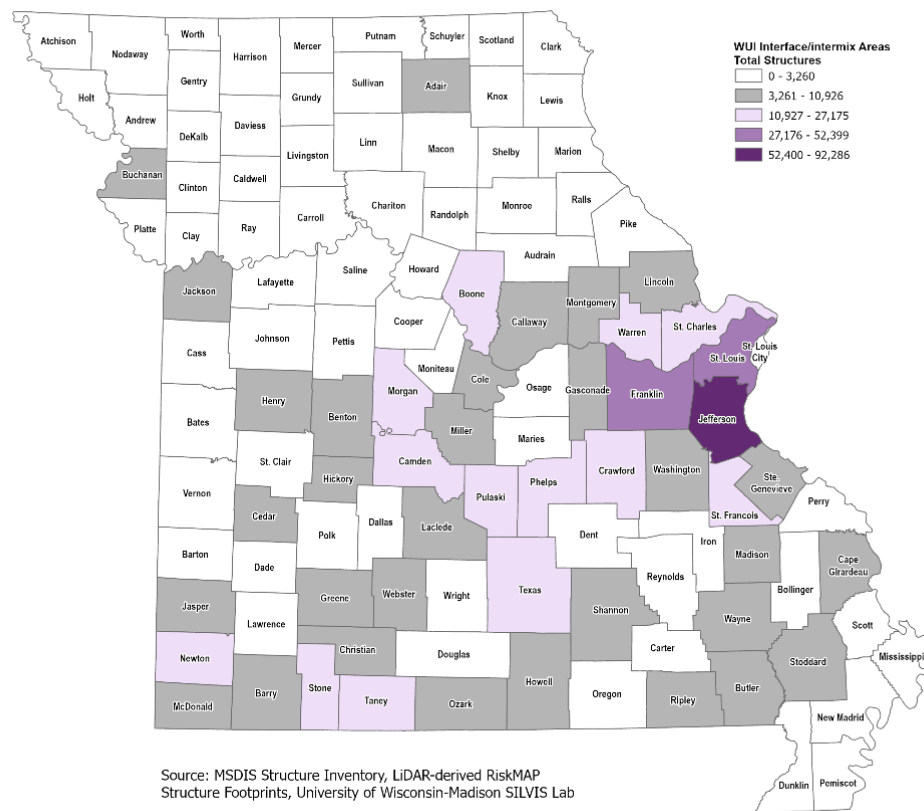 Atchison
Nodaway
Worth
Harrison
Mercer
Putnam
Schuyler
Scotland
Clark
WUI Interface/intermix Areas
Total Structures
0 - 3,260
3,261 - 10,926
10,927 - 27,175
27,176 - 52,399
52,400 - 92,286
Holt
Gentry
Sullivan
Adair
Knox
Lewis
Grundy
Andrew
DeKalb
Daviess
Livingston
Linn
Macon
Shelby
Marion
Buchanan
Clinton
Caldwell
Chariton
Randolph
Monroe
Ralls
Platte
Clay
Ray
Carroll
Pike
Audrain
Howard
Saline
Lafayette
Jackson
Boone
Callaway
Montgomery
Lincoln
Cooper
Warren
St. Charles
Johnson
Pettis
Cass
Moniteau
Cole
Osage
Gasconade
Franklin
St. Louis
St. Louis
City
Morgan
Henry
Benton
Miller
Maries
Jefferson
Bates
St. Clair
Camden
Hickory
Pulaski
Phelps
Crawford
Washington
Ste.
Genevieve
Vernon
Cedar
Polk
Dallas
Laclede
Dent
St. Francois
Perry
Iron
Barton
Dade
Madison
Bollinger
Cape
Girardeau
Reynolds
Jasper
Greene
Webster
Wright
Texas
Shannon
Wayne
Scott
Lawrence
Christian
Douglas
Carter
Mississippi
Newton
Stone
Taney
Stoddard
McDonald
Barry
Ozark
Howell
Oregon
Ripley
Butler
New Madrid
Dunklin
Pemiscot
Source: MSDIS Structure Inventory, LiDAR-derived RiskMAP
Structure Footprints, University of Wisconsin-Madison SILVIS Lab